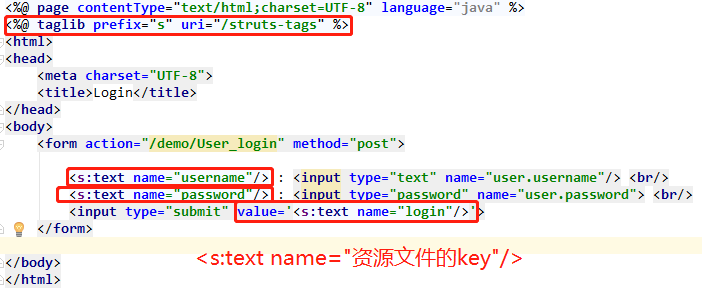 <%@ page contentType="text/html;charset=UTF-8" language="java" %>
<%@ taglib prefix="s" uri="/struts-tags" %>
<html>
<head>
<meta charset="UTF-8">
<title>Login</title>
</head>
<body>
<form action="/demo/User_login" method="post">
<s:text name="username"/> : <input type="text" name="user.username"/> <br/>
<s:text name="password"/> : <input type="password" name="user.password"> <br/>
<input type="submit" value='<s:text name="login"/>'>
</form>
<s:text name="资源文件的key"/>
</body>
</html>